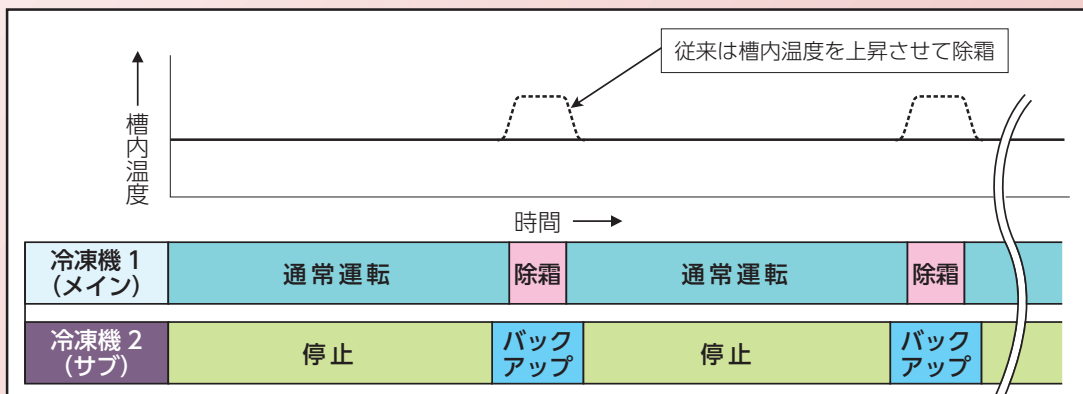 従来は槽内温度を上昇させて除霜
槽内温度
時間
冷凍機 1
(メイン)
通常運転
除霜
通常運転
除霜
冷凍機 2
(サブ)
停止
バック
アップ
停止
バック
アップ